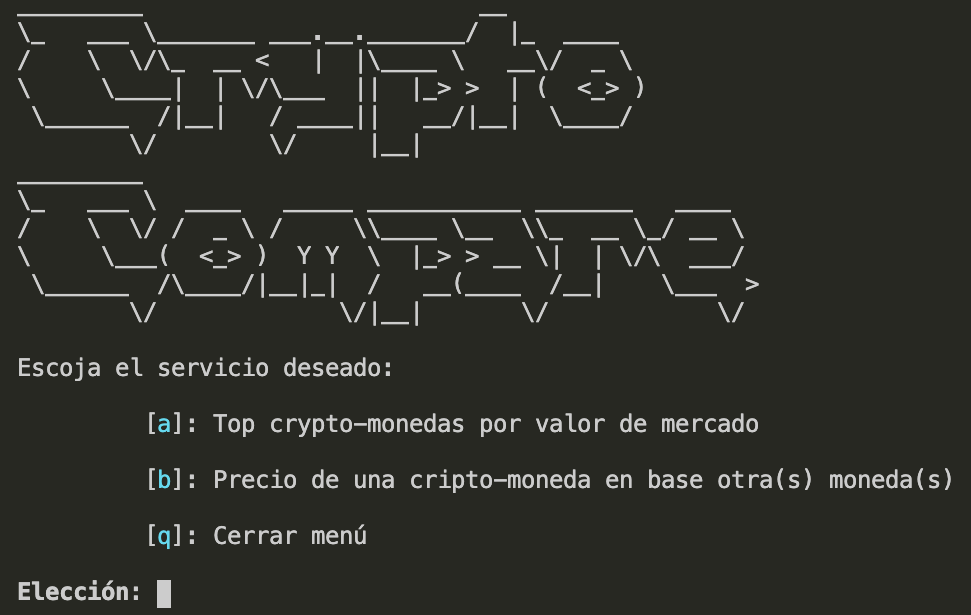 Crypto
Compare
Escoja el servicio deseado:
[a]: Top crypto-monedas por valor de mercado
[b]: Precio de una cripto-moneda en base otra(s) moneda(s)
[q]: Cerrar menú
Elección: